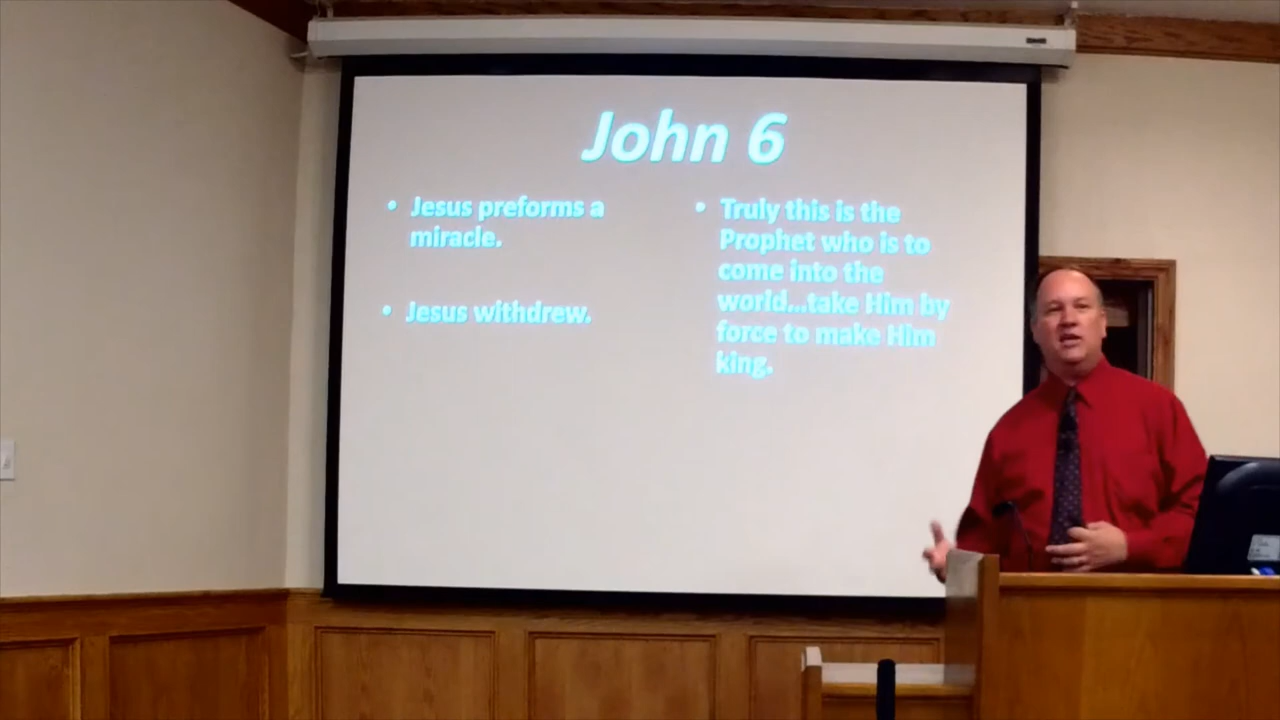 John 6
• Jesus preforms a
miracle.
• Jesus withdrew.
• Truly this is the
Prophet who is to
come into the
world...take Him by
force to make Him
king.